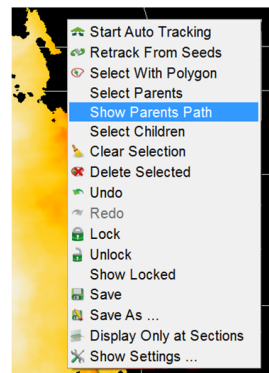 Start Auto Tracking
Retrack From Seeds
Select With Polygon
Select Parents
Show Parents Path
Select Children
Clear Selection
Delete Selected
Undo
Redo
Lock
Unlock
Show Locked
Save
Save As ...
Display Only at Sections
Show Settings ...